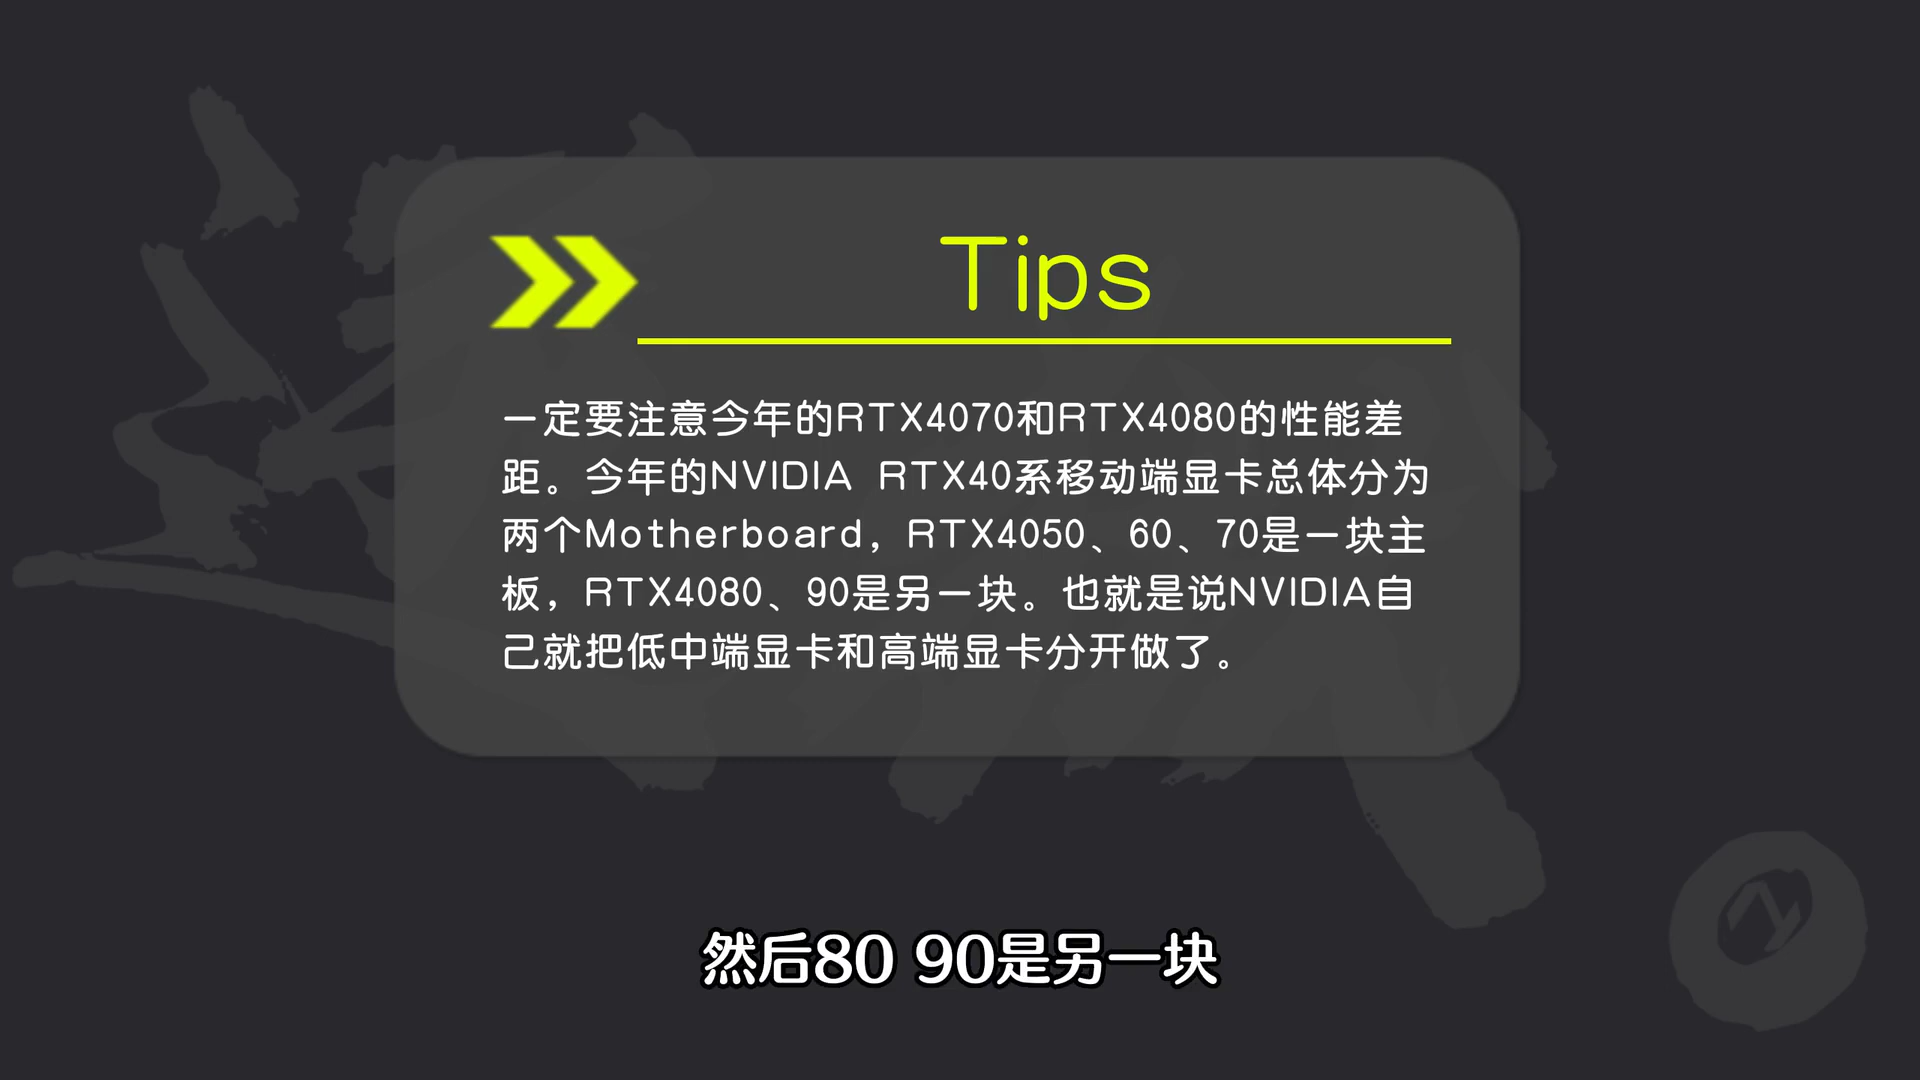 Tips
一定要注意今年的RTX4070和RTX4080的性能差
距。今年的NVIDIA RTX40系移动端显卡总体分为
两个Motherboard，RTX4050、60、70是一块主
板，RTX4080、90是另一块。也就是说NVIDIA自
己就把低中端显卡和高端显卡分开做了。
然后80 90是另一块